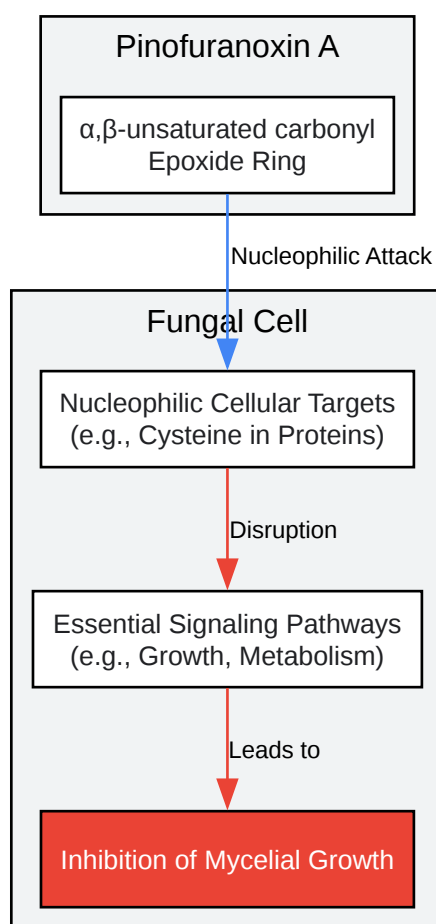 Pinofuranoxin A
α,β-unsaturated carbonyl
Epoxide Ring
Nucleophilic Attack
Fungal Cell
Nucleophilic Cellular Targets
(e.g., Cysteine in Proteins)
Disruption
Essential Signaling Pathways
(e.g., Growth, Metabolism)
Leads to
Inhibition of Mycelial Growth